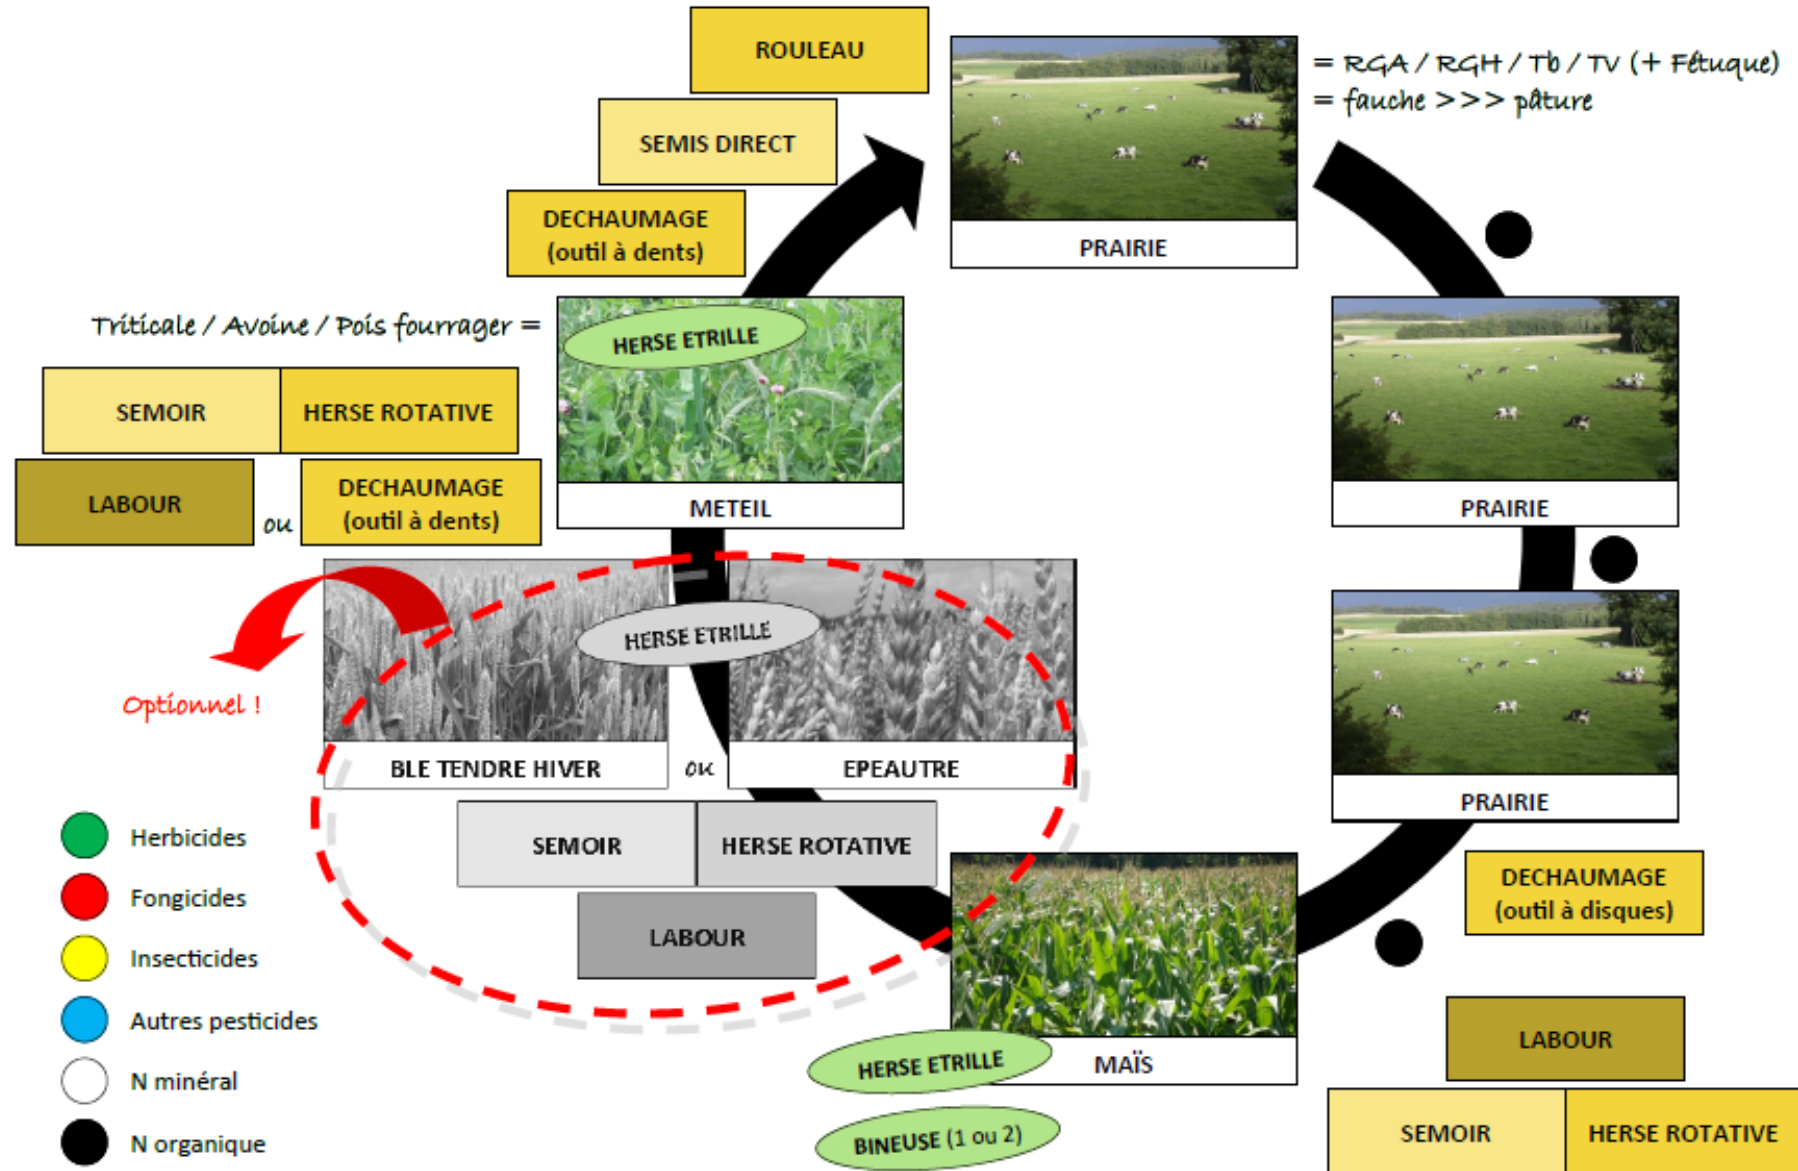 ROULEAU
= RGA / RGH / Tb / Tv (+ Fétuque)
= fauche >>> pâture
SEMIS DIRECT
DECHAUMAGE
(outil à dents)
PRAIRIE
Triticale / Avoine / Pois fourrager =
HERSE ETRILLE
SEMOIR
HERSE ROTATIVE
LABOUR
ou
DECHAUMAGE
(outil à dents)
METEIL
PRAIRIE
HERSE ETRILLE
Optionnel !
BLE TENDRE HIVER
ou
EPEAUTRE
PRAIRIE
SEMOIR
HERSE ROTATIVE
LABOUR
DECHAUMAGE
(outil à disques)
LABOUR
SEMOIR
HERSE ROTATIVE
MAÏS
HERSE ETRILLE
BINEUSE (1 ou 2)
Herbicides
Fongicides
Insecticides
Autres pesticides
N minéral
N organique